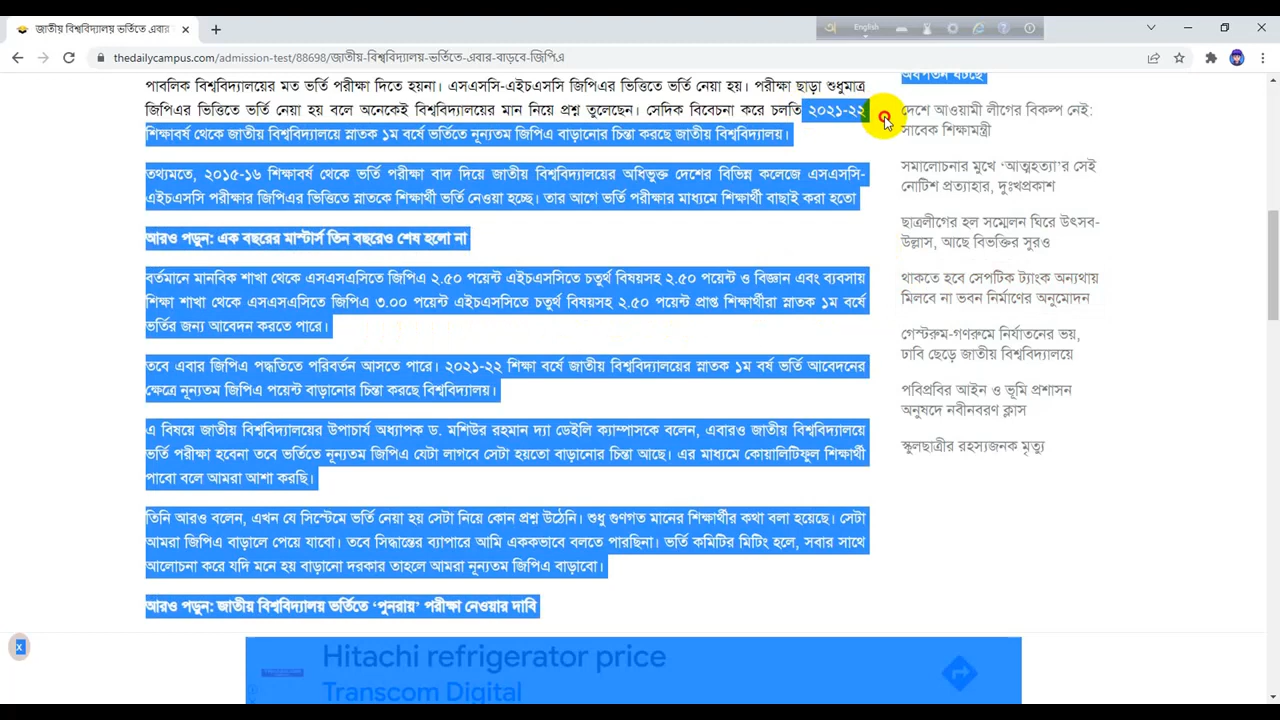 জাতীয় বিশ্ববিদ্যালয় ভর্তিতে এবার
English
thedailycampus.com/admission-test/88698/জাতীয়-বিশ্ববিদ্যালয়-ভর্তিতে-এবার-বাড়বে-জিপিএ
পাবলিক বিশ্ববিদ্যালয়ের মত ভর্তি পরীক্ষা দিতে হয়না। এসএসসি-এইচএসসি জিপিএর ভিত্তিতে ভর্তি নেয়া হয়। পরীক্ষা ছাড়া শুধুমাত্র
জিপিএর ভিত্তিতে ভর্তি নেয়া হয় বলে অনেকেই বিশ্ববিদ্যালয়ের মান নিয়ে প্রশ্ন তুলেছেন। সেদিক বিবেচনা করে চলতি ২০২১-২২
শিক্ষাবর্ষ থেকে জাতীয় বিশ্ববিদ্যালয়ে স্নাতক ১ম বর্ষে ভর্তিতে নূন্যতম জিপিএ বাড়ানোর চিন্তা করছে জাতীয় বিশ্ববিদ্যালয়।
তথ্যমতে, ২০১৫-১৬ শিক্ষাবর্ষ থেকে ভর্তি পরীক্ষা বাদ দিয়ে জাতীয় বিশ্ববিদ্যালয়ের অধিভুক্ত দেশের বিভিন্ন কলেজে এসএসসি-
এইচএসসি পরীক্ষার জিপিএর ভিত্তিতে স্নাতকে শিক্ষার্থী ভর্তি নেওয়া হচ্ছে। তার আগে ভর্তি পরীক্ষার মাধ্যমে শিক্ষার্থী বাছাই করা হতো
আরও পড়ুন: এক বছরের মাস্টার্স তিন বছরেও শেষ হলো না
বর্তমানে মানবিক শাখা থেকে এসএসএসিতে জিপিএ ২.৫০ পয়েন্ট এইচএসসিতে চতুর্থ বিষয়সহ ২.৫০ পয়েন্ট ও বিজ্ঞান এবং ব্যবসায়
শিক্ষা শাখা থেকে এসএসএসিতে জিপিএ ৩.০০ পয়েন্ট এইচএসসিতে চতুর্থ বিষয়সহ ২.৫০ পয়েন্ট প্রাপ্ত শিক্ষার্থীরা স্নাতক ১ম বর্ষে
ভর্তির জন্য আবেদন করতে পারে।
তবে এবার জিপিএ পদ্ধতিতে পরিবর্তন আসতে পারে। ২০২১-২২ শিক্ষা বর্ষে জাতীয় বিশ্ববিদ্যালয়ের স্নাতক ১ম বর্ষ ভর্তি আবেদনের
ক্ষেত্রে নূন্যতম জিপিএ পয়েন্ট বাড়ানোর চিন্তা করছে বিশ্ববিদ্যালয়।
এ বিষয়ে জাতীয় বিশ্ববিদ্যালয়ের উপাচার্য অধ্যাপক ড. মশিউর রহমান দ্যা ডেইলি ক্যাম্পাসকে বলেন, এবারও জাতীয় বিশ্ববিদ্যালয়ে
ভর্তি পরীক্ষা হবেনা তবে ভর্তিতে নূন্যতম জিপিএ যেটা লাগবে সেটা হয়তো বাড়ানোর চিন্তা আছে। এর মাধ্যমে কোয়ালিটিফুল শিক্ষার্থী
পাবো বলে আমরা আশা করছি।
তিনি আরও বলেন, এখন যে সিস্টেমে ভর্তি নেয়া হয় সেটা নিয়ে কোন প্রশ্ন উঠেনি। শুধু গুণগত মানের শিক্ষার্থীর কথা বলা হয়েছে। সেটা
আমরা জিপিএ বাড়ালে পেয়ে যাবো। তবে সিদ্ধান্তের ব্যাপারে আমি এককভাবে বলতে পারছিনা। ভর্তি কমিটির মিটিং হলে, সবার সাথে
আলোচনা করে যদি মনে হয় বাড়ানো দরকার তাহলে আমরা নূন্যতম জিপিএ বাড়াবো।
আরও পড়ুন: জাতীয় বিশ্ববিদ্যালয় ভর্তিতে ‘পুনরায়’ পরীক্ষা নেওয়ার দাবি
দেশে আওয়ামী লীগের বিকল্প নেই:
সাবেক শিক্ষামন্ত্রী
সমালোচনার মুখে ‘আত্মহত্যা’র সেই
নোটিশ প্রত্যাহার, দুঃখপ্রকাশ
ছাত্রলীগের হল সম্মেলন ঘিরে উৎসব-
উল্লাস, আছে বিভক্তির সুরও
থাকতে হবে সেপটিক ট্যাংক অন্যথায়
মিলবে না ভবন নির্মাণের অনুমোদন
গেস্টরুম-গণরুমে নির্যাতনের ভয়,
ঢাবি ছেড়ে জাতীয় বিশ্ববিদ্যালয়ে
পবিপ্রবির আইন ও ভূমি প্রশাসন
অনুষদে নবীনবরণ ক্লাস
স্কুলছাত্রীর রহস্যজনক মৃত্যু
x
Hitachi refrigerator price
Transcom Digital